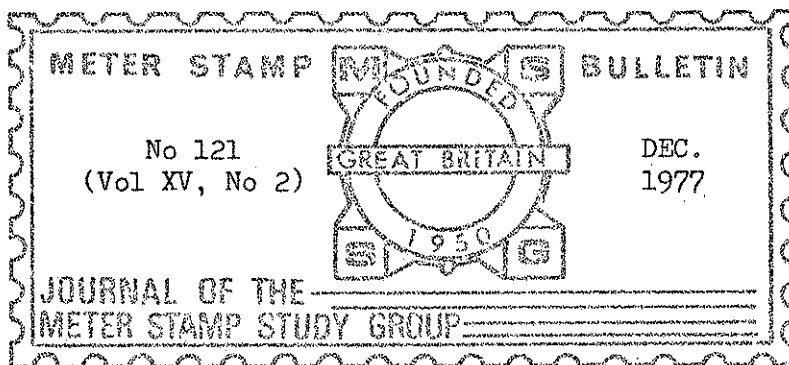 METER STAMP BULLETIN
M S
FOUNDED
No 121
(Vol XV, No 2)
GREAT BRITAIN
DEC.
1977
1950
S G
JOURNAL OF THE
METER STAMP STUDY GROUP